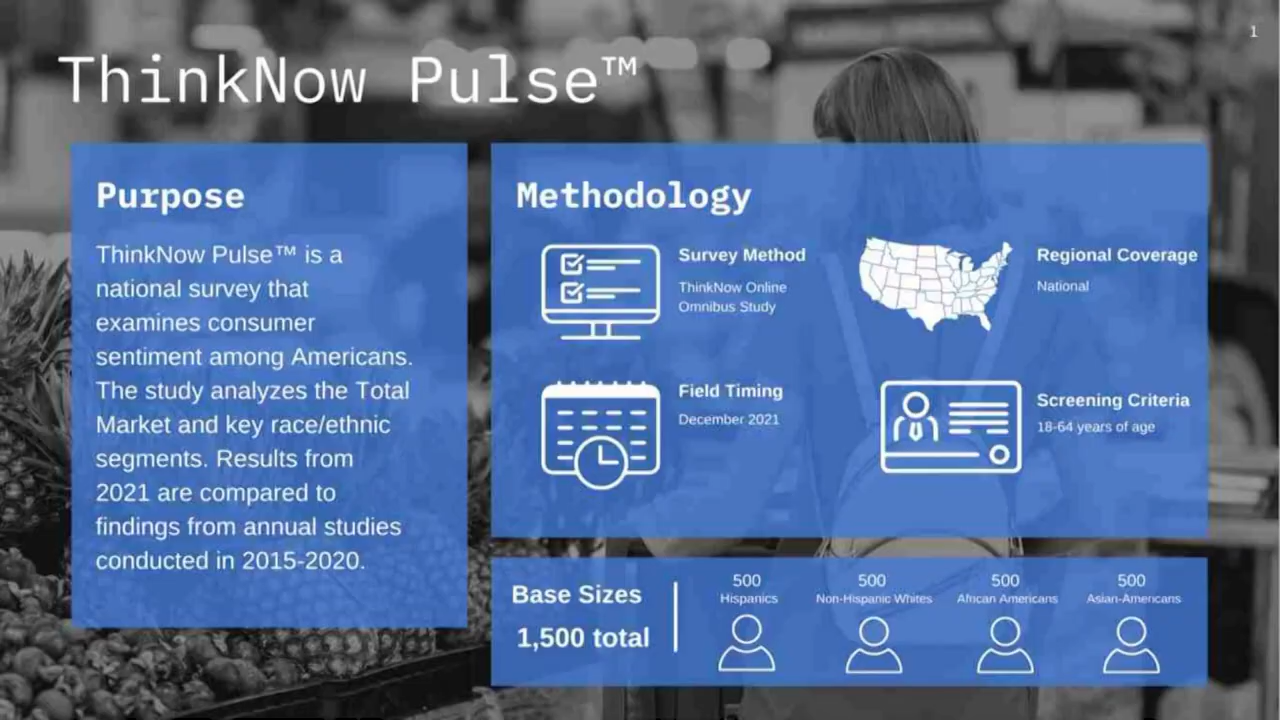 1
ThinkNow Pulse™
Purpose
ThinkNow Pulse™ is a
national survey that
examines consumer
sentiment among Americans.
The study analyzes the Total
Market and key race/ethnic
segments. Results from
2021 are compared to
findings from annual studies
conducted in 2015-2020.
Methodology
Survey Method
ThinkNow Online
Omnibus Study
Regional Coverage
National
Field Timing
December 2021
Screening Criteria
18-64 years of age
Base Sizes
1,500 total
500
Hispanics
500
Non-Hispanic Whites
500
African Americans
500
Asian-Americans